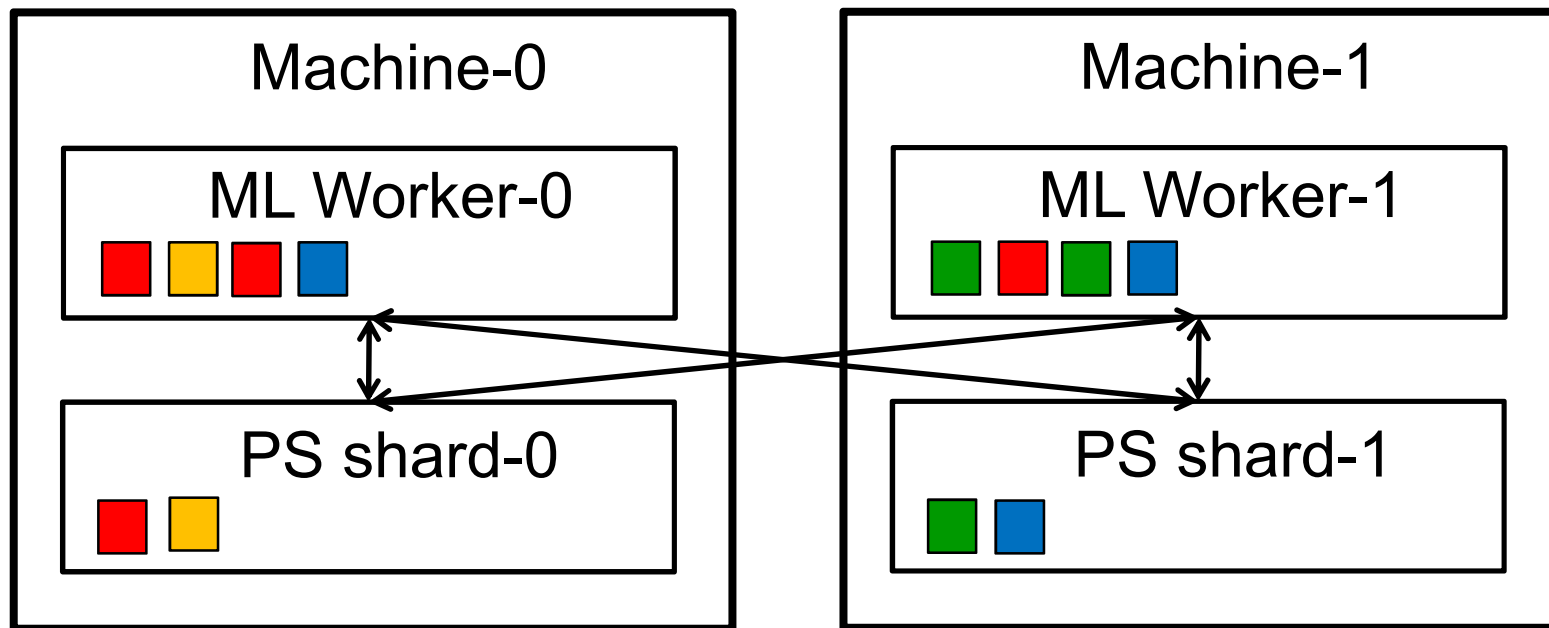 Machine-0
ML Worker-0
PS shard-0
Machine-1
ML Worker-1
PS shard-1